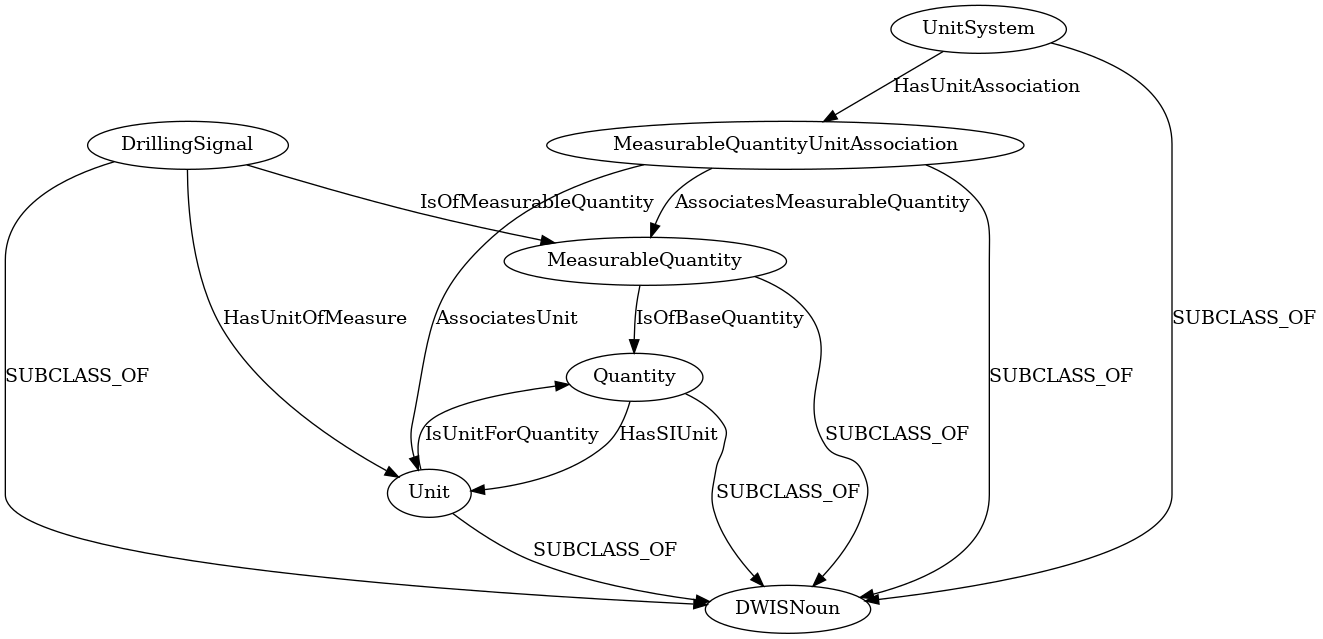 UnitSystem
HasUnitAssociation
DrillingSignal
MeasurableQuantityUnitAssociation
IsOfMeasurableQuantity
AssociatesMeasurableQuantity
MeasurableQuantity
HasUnitOfMeasure
AssociatesUnit
IsOfBaseQuantity
SUBCLASS_OF
SUBCLASS_OF
Quantity
SUBCLASS_OF
IsUnitForQuantity
HasSIUnit
SUBCLASS_OF
Unit
SUBCLASS_OF
SUBCLASS_OF
DWISNoun